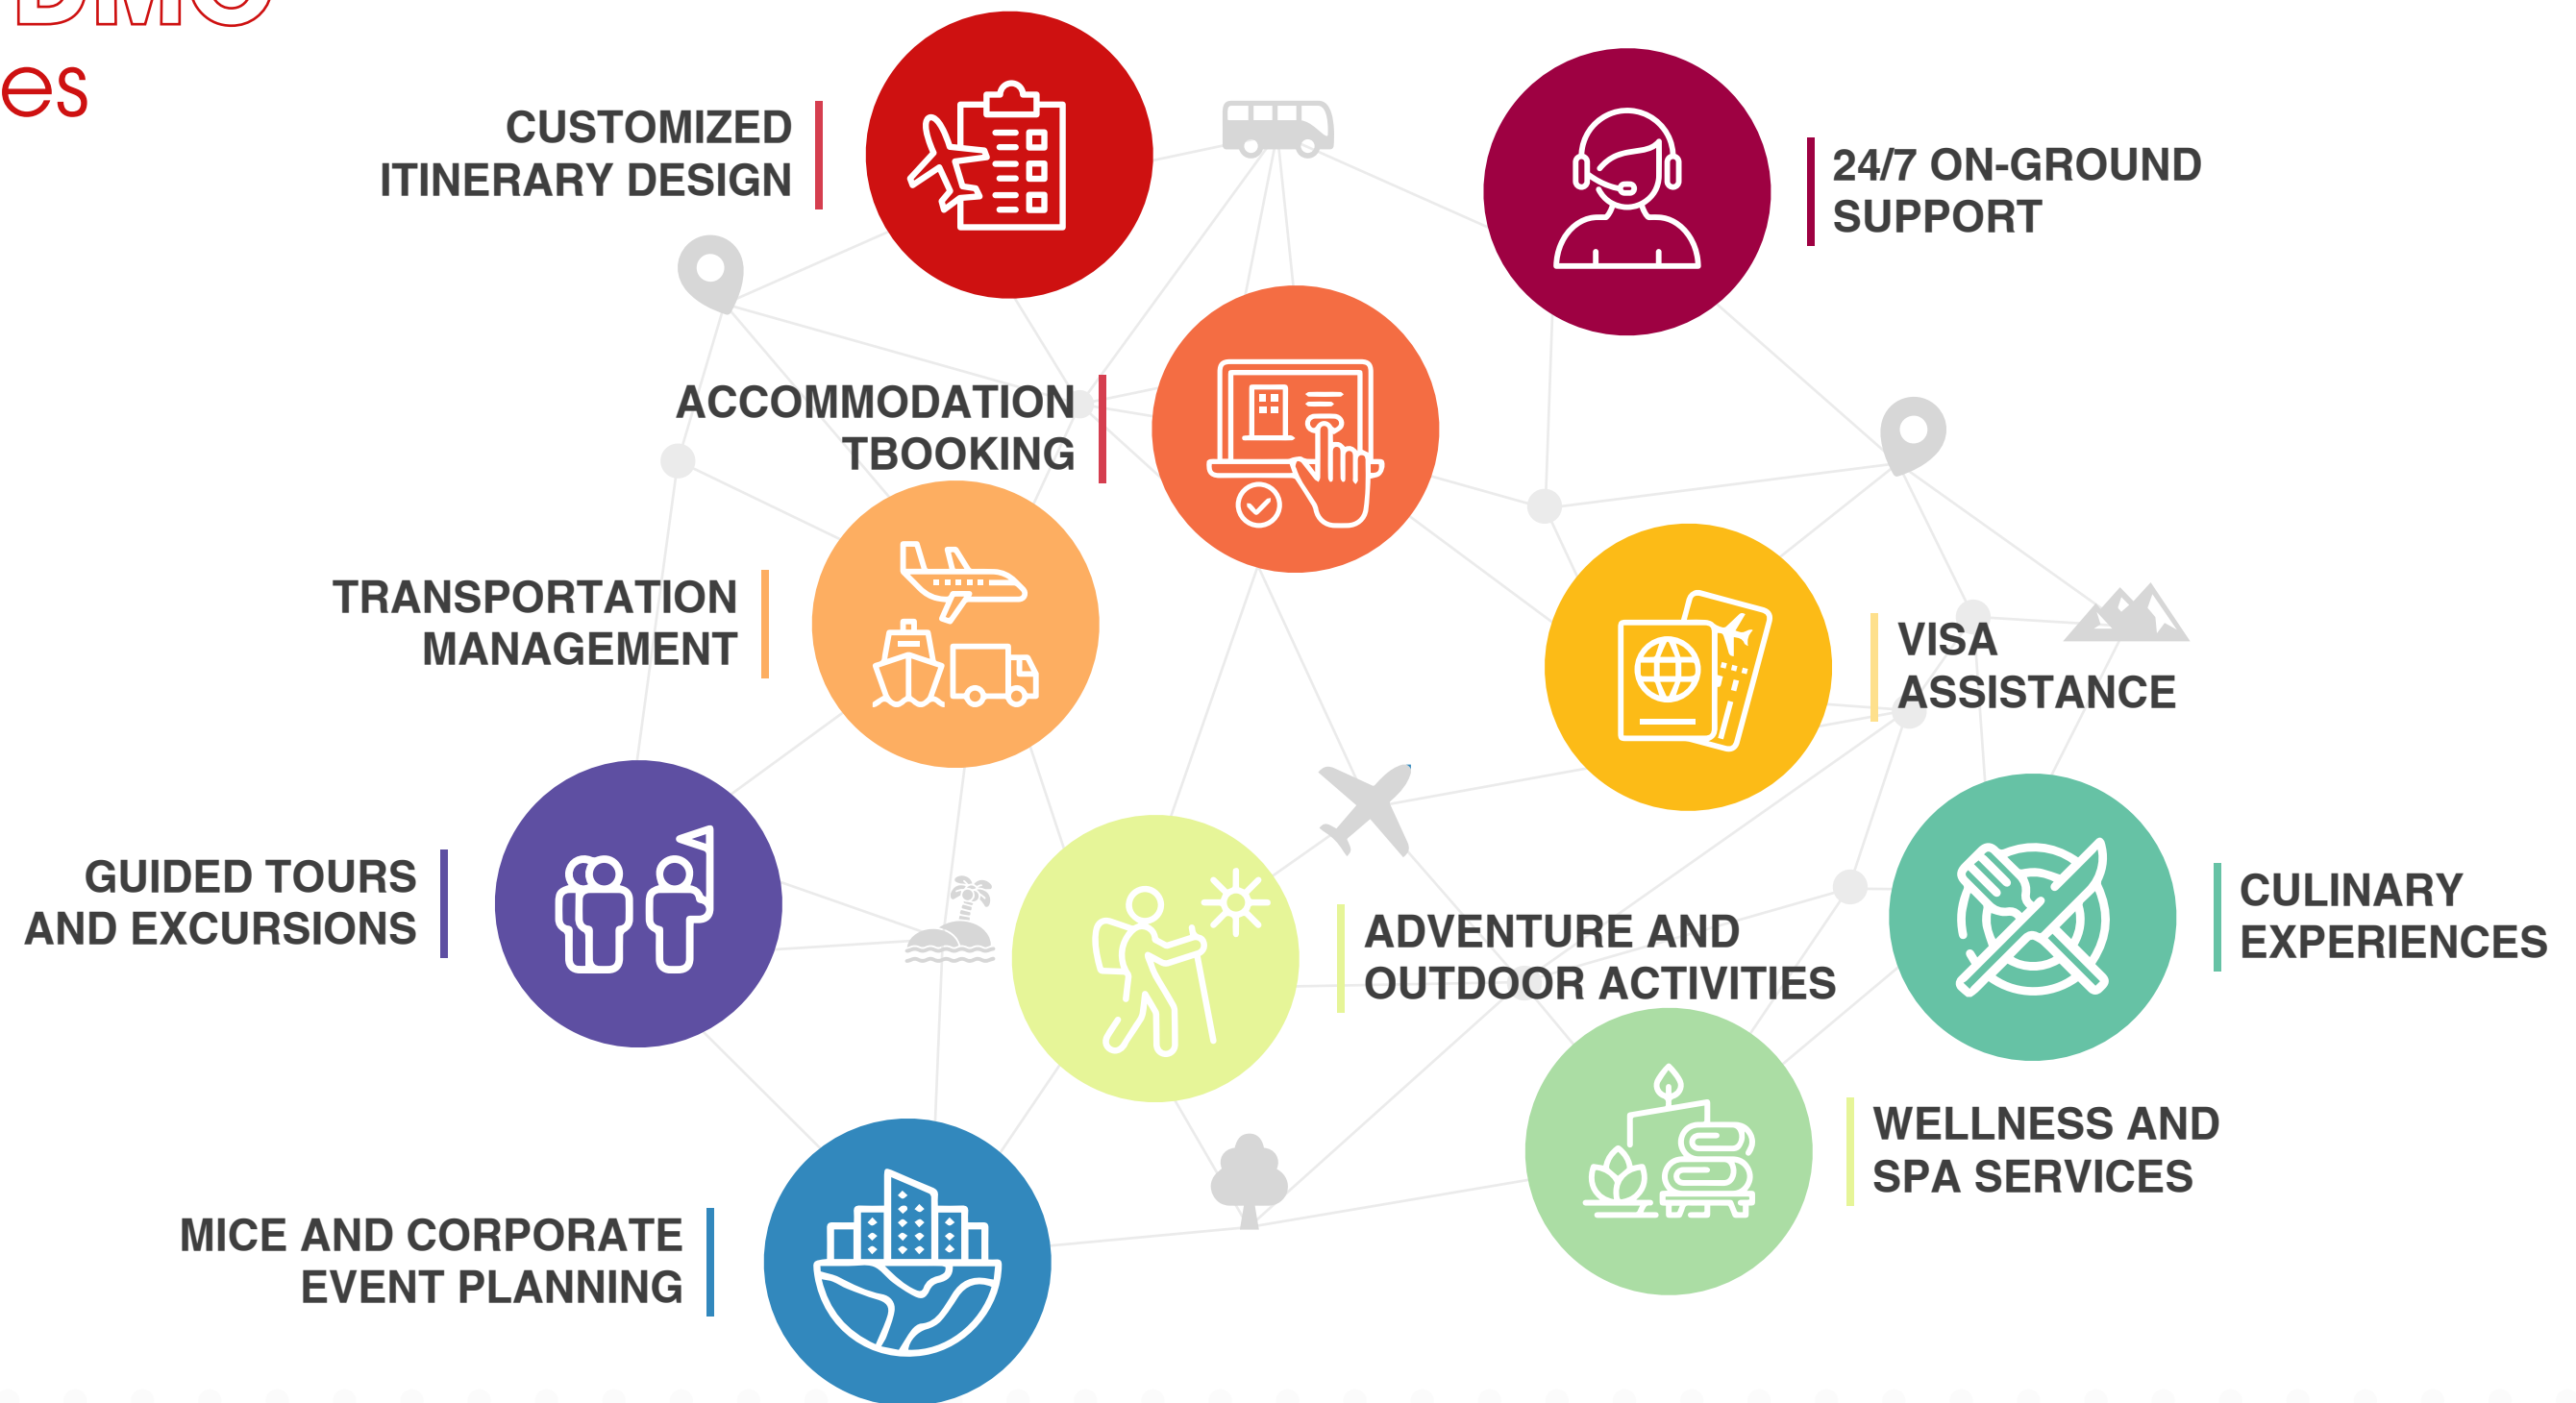 DMC
es
CUSTOMIZED
ITINERARY DESIGN
24/7 ON-GROUND
SUPPORT
ACCOMMODATION
TBOOKING
TRANSPORTATION
MANAGEMENT
VISA
ASSISTANCE
GUIDED TOURS
AND EXCURSIONS
ADVENTURE AND
OUTDOOR ACTIVITIES
CULINARY
EXPERIENCES
WELLNESS AND
SPA SERVICES
MICE AND CORPORATE
EVENT PLANNING